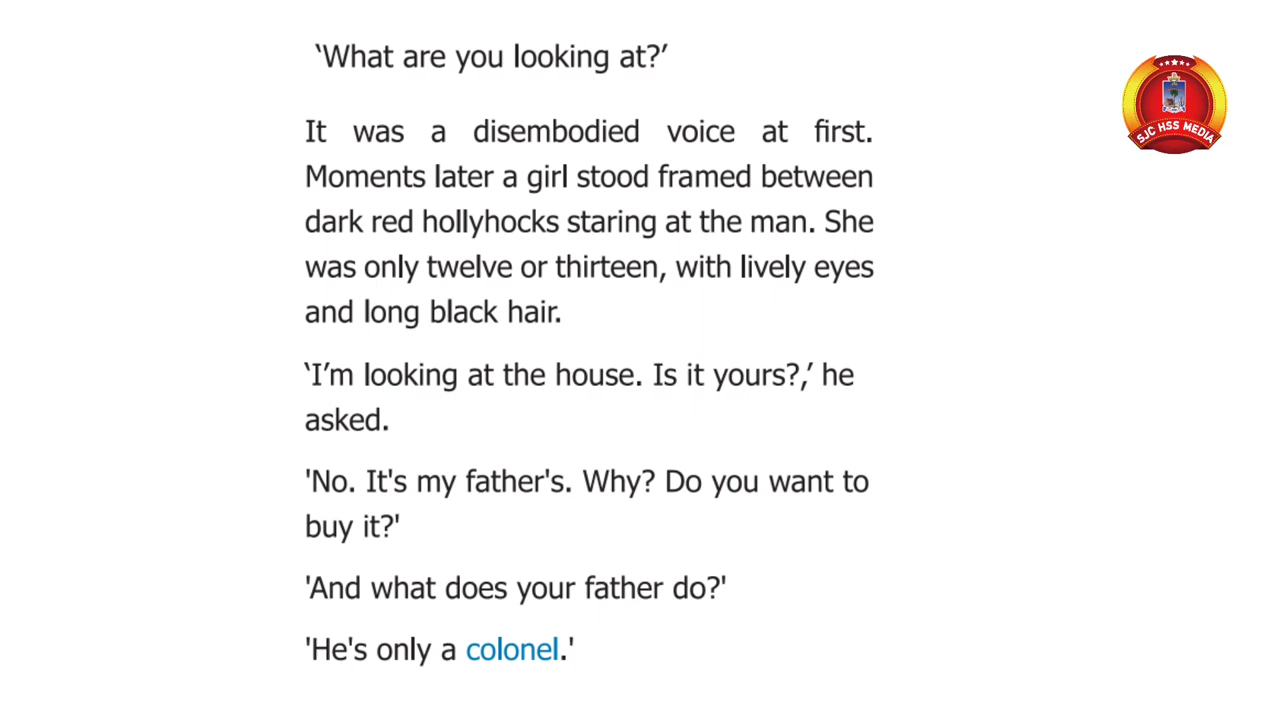 ‘What are you looking at?’
It was a disembodied voice at first.
Moments later a girl stood framed between
dark red hollyhocks staring at the man. She
was only twelve or thirteen, with lively eyes
and long black hair.
‘I’m looking at the house. Is it yours?,’ he
asked.
'No. It's my father's. Why? Do you want to
buy it?'
'And what does your father do?'
'He's only a colonel.'
SJC HSS MEDIA